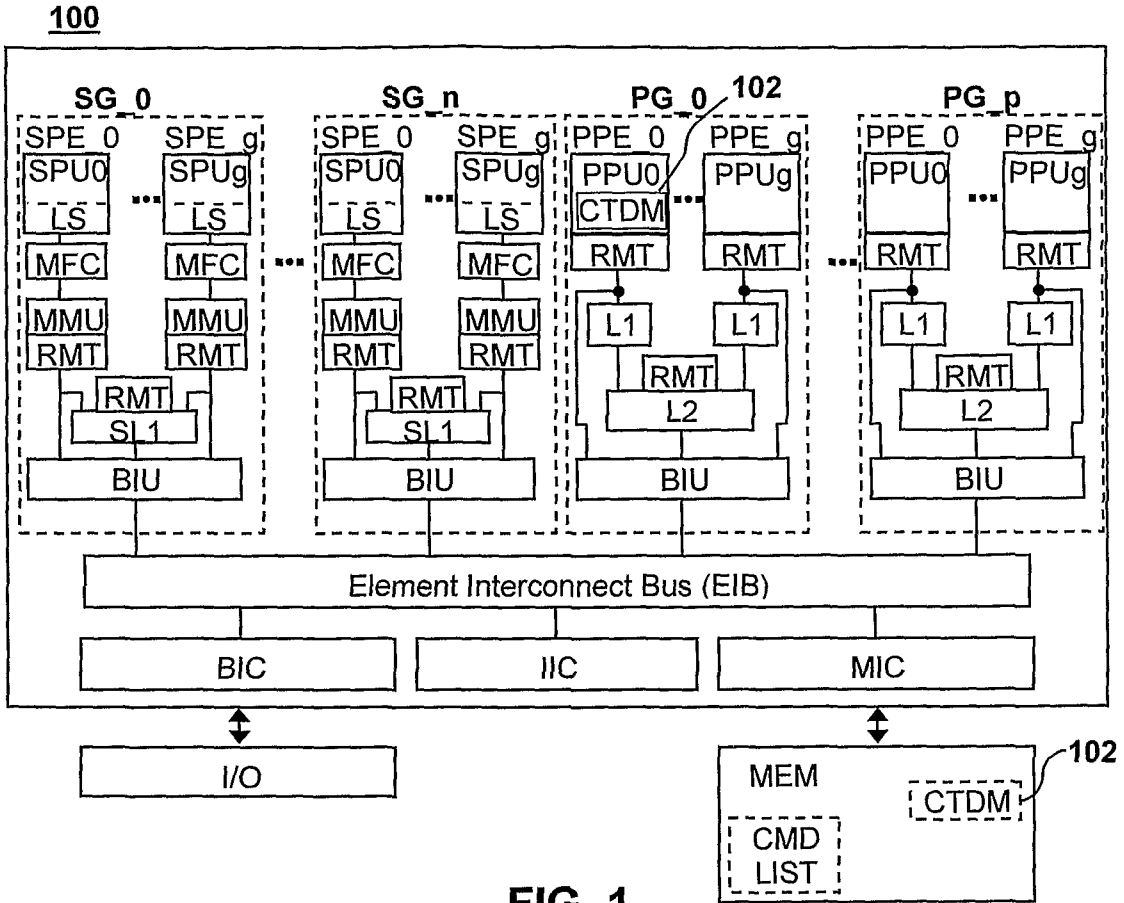 100
SG_0 SG_n PG_0 102 PG_p
SPE_0 SPE_g SPE_0 SPE_g PPE_0 PPE_g PPE_0 PPE_g
SPU0 SPUg SPU0 SPUg PPU0 PPUg PPU0 PPUg
LS LS LS LS CTDM
MFC MFC MFC MFC RMT RMT RMT RMT
MMU MMU MMU MMU L1 L1 L1 L1
RMT RMT RMT RMT
RMT RMT RMT RMT
SL1 SL1 L2 L2
BIU BIU BIU BIU
Element Interconnect Bus (EIB)
BIC IIC MIC
I/O MEM 102
CTDM
CMD
LIST
FIG. 1